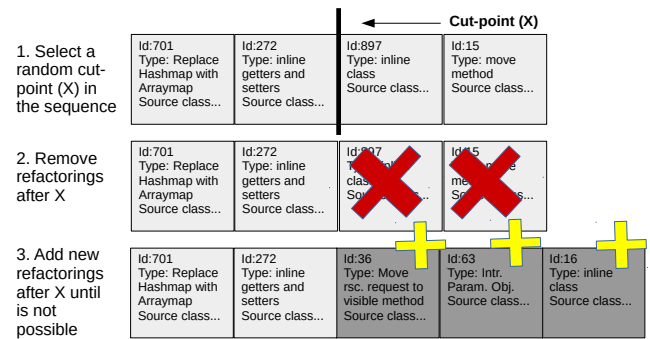 Cut-point (X)
1. Select a
random cut-
point (X) in
the sequence
Id:701
Type: Replace
Hashmap with
Arraymap
Source class...
Id:272
Type: inline
getters and
setters
Source class...
Id:897
Type: inline
class
Source class...
Id:15
Type: move
method
Source class...
2. Remove
refactorings
after X
Id:701
Type: Replace
Hashmap with
Arraymap
Source class...
Id:272
Type: inline
getters and
setters
Source class...
3. Add new
refactorings
after X until
is not
possible
Id:701
Type: Replace
Hashmap with
Arraymap
Source class...
Id:272
Type: inline
getters and
setters
Source class...
Id:36
Type: Move
rsc. request to
visible method
Source class...
Id:63
Type: Intr.
Param. Obj.
Source class...
Id:16
Type: inline
class
Source class...